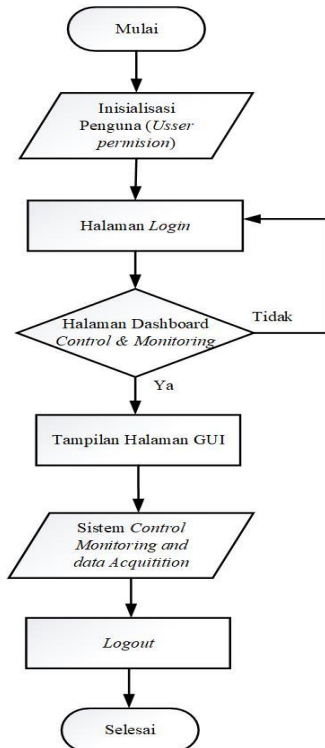 Mulai
Inisialisasi
Penguna (Usser
permision)
Halaman Login
Halaman Dashboard
Control & Monitoring
Tidak
Ya
Tampilan Halaman GUI
Sistem Control
Monitoring and
data Acquitition
Logout
Selesai